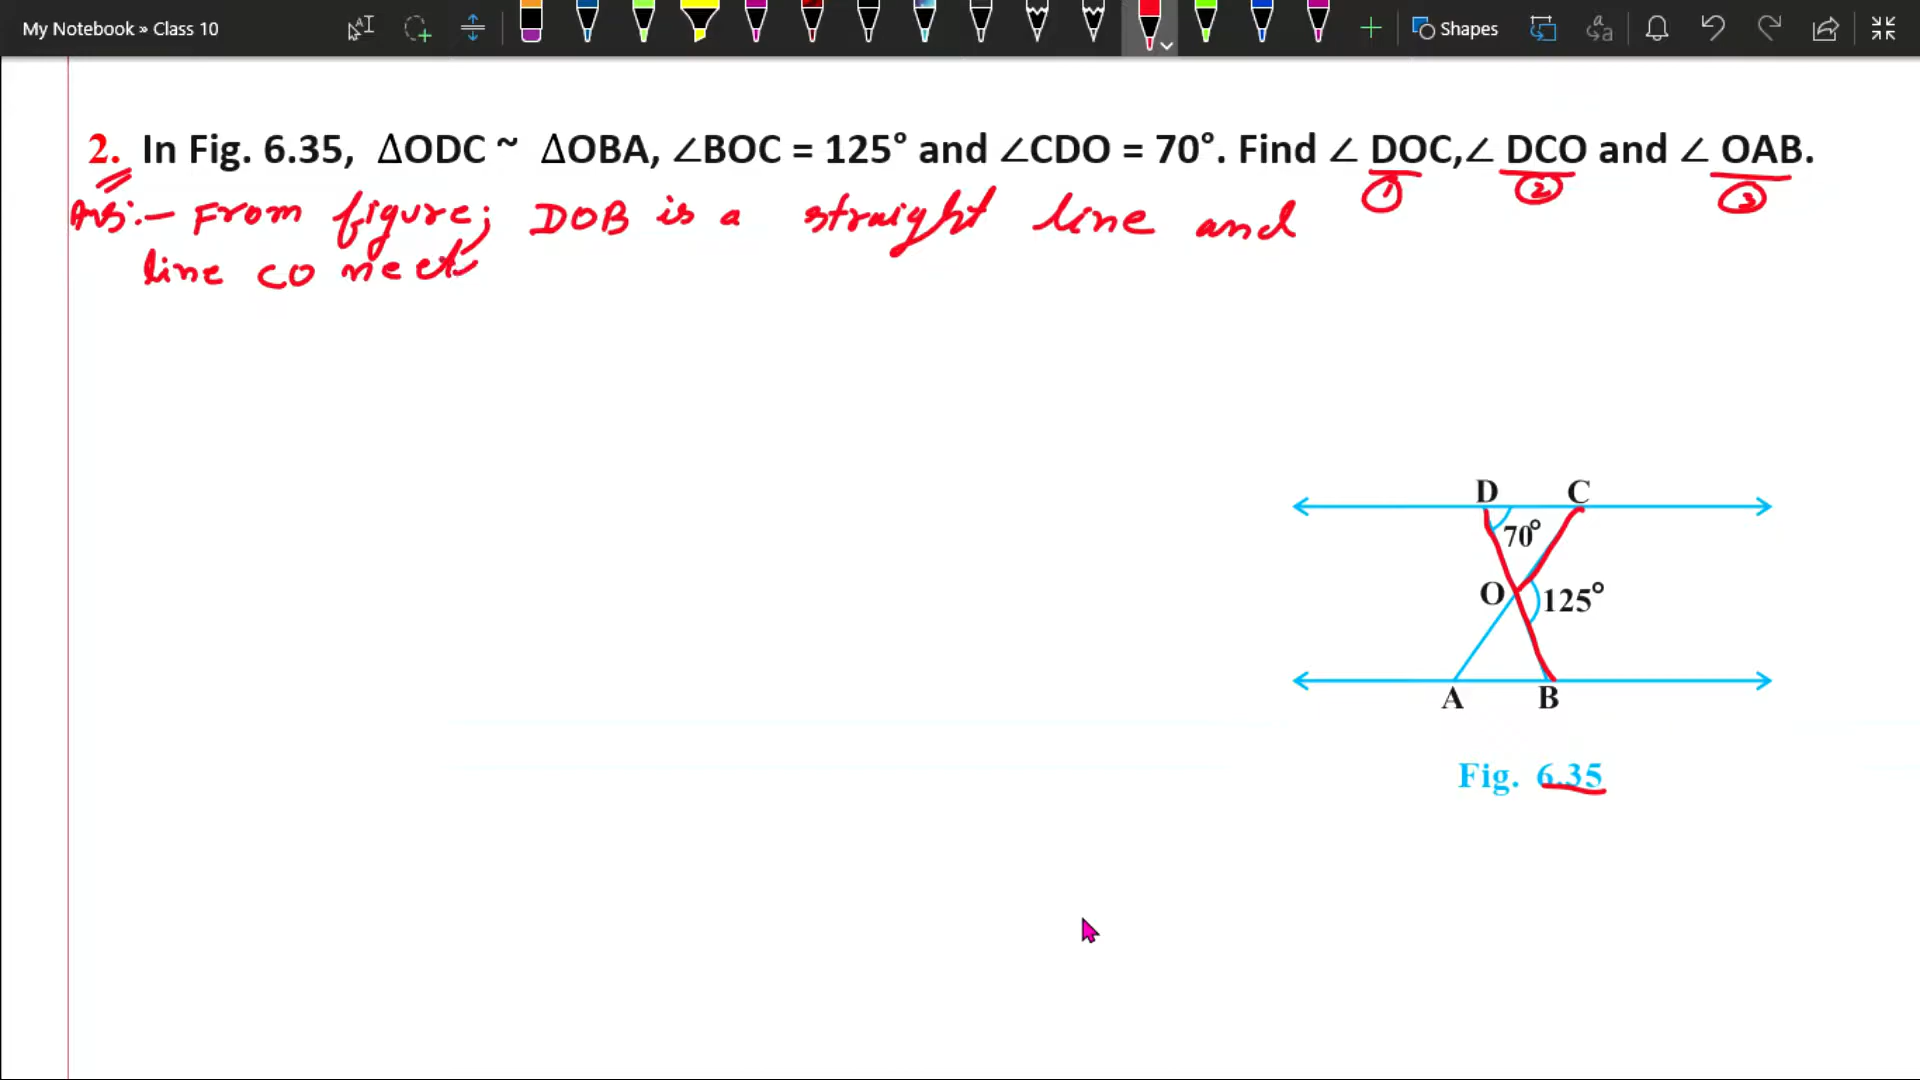 My Notebook » Class 10
Shapes
2. In Fig. 6.35, ΔODC ~ ΔOBA, ∠BOC = 125° and ∠CDO = 70°. Find ∠ DOC,∠ DCO and ∠ OAB.
① ② ③
Ans:- From figure; DOB is a straight line and
line CO meets
D C
70°
O 125°
A B
Fig. 6.35